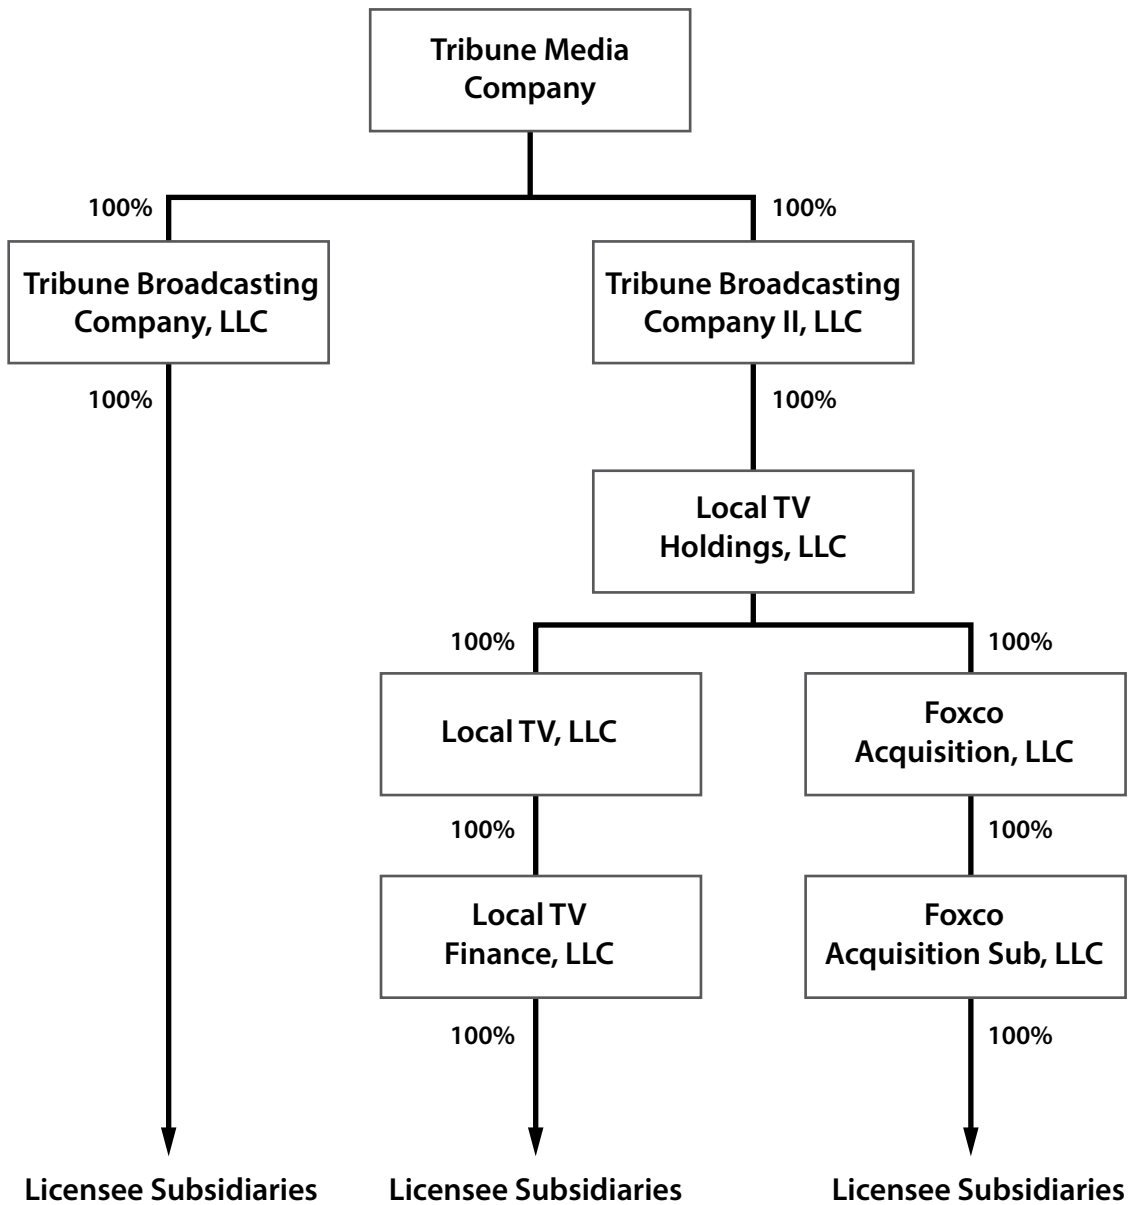 Tribune Media
Company
100%
100%
Tribune Broadcasting
Company, LLC
Tribune Broadcasting
Company II, LLC
100%
100%
Local TV
Holdings, LLC
100%
100%
Local TV, LLC
Foxco
Acquisition, LLC
100%
100%
Local TV
Finance, LLC
Foxco
Acquisition Sub, LLC
100%
100%
Licensee Subsidiaries
Licensee Subsidiaries
Licensee Subsidiaries